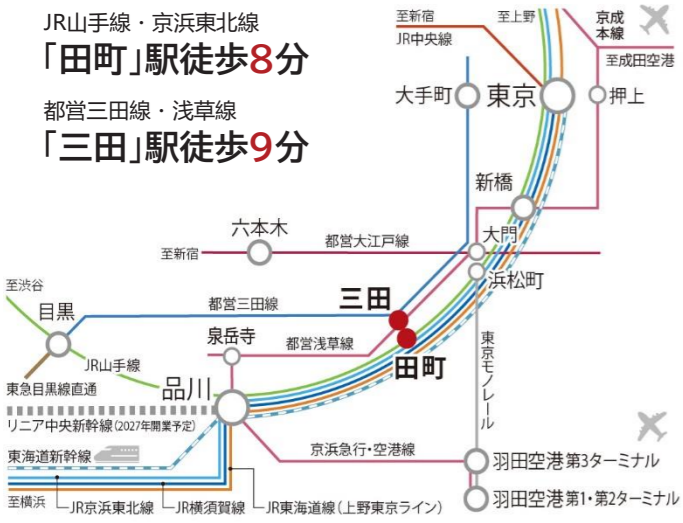 JR山手線・京浜東北線
「田町」駅徒歩8分
都営三田線・浅草線
「三田」駅徒歩9分
至新宿
JR中央線
至上野
京成
本線
至成田空港
大手町
東京
押上
新橋
六本木
都営大江戸線
至新宿
大門
浜松町
至渋谷
目黒
都営三田線
三田
泉岳寺
都営浅草線
田町
東京モノレール
JR山手線
東急目黒線直通
品川
リニア中央新幹線(2027年開業予定)
東海道新幹線
京浜急行・空港線
羽田空港第3ターミナル
羽田空港第1・第2ターミナル
至横浜
JR京浜東北線
JR横須賀線
JR東海道線(上野東京ライン)